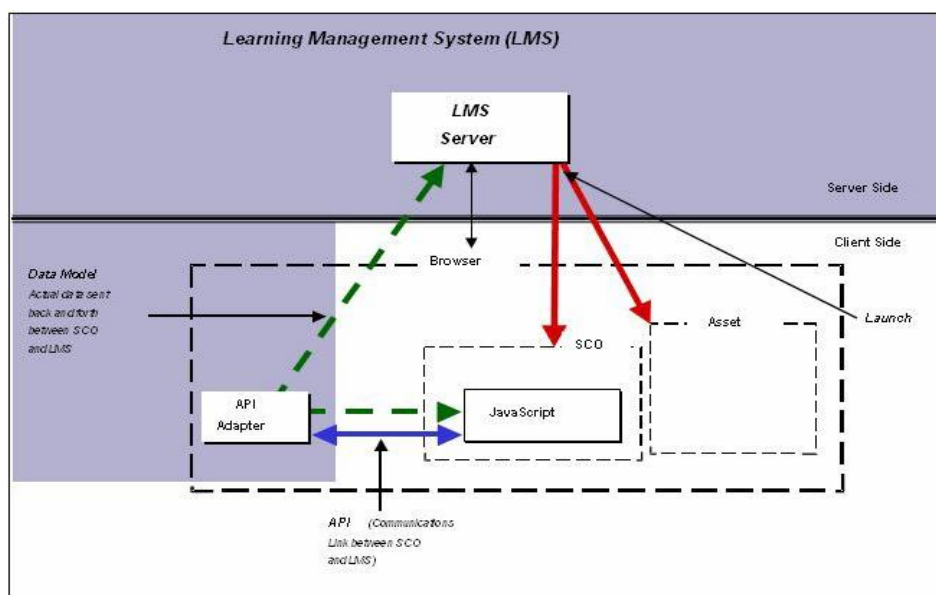 Learning Management System (LMS)
LMS
Server
Server Side
Client Side
Browser
Data Model
Actual data sent
back and forth
between SCO
and LMS
Launch
Asset
SCO
API
Adapter
JavaScript
API (Communications
Link between SCO
and LMS)